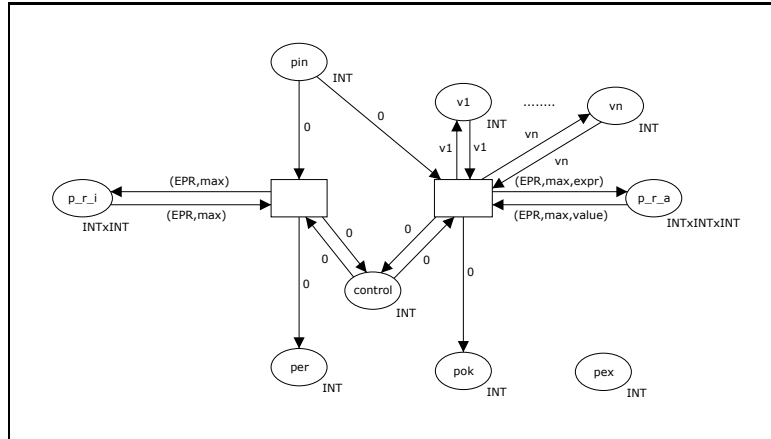 pin
INT
v1
INT
........
vn
INT
0
0
v1
v1
vn
vn
(EPR,max)
(EPR,max,expr)
p_r_i
p_r_a
(EPR,max)
(EPR,max,value)
INTxINT
INTxINTxINT
0
0
0
0
0
0
control
INT
per
INT
pok
INT
pex
INT